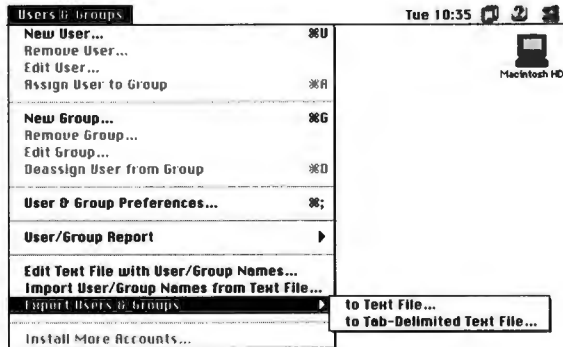 Users & Groups
Tue 10:35
New User... ⌘U
Remove User...
Edit User...
Assign User to Group ⌘A
Macintosh HD
New Group... ⌘G
Remove Group...
Edit Group...
Deassign User from Group ⌘D
User & Group Preferences... ⌘;
User/Group Report
Edit Text File with User/Group Names...
Import User/Group Names from Text File...
Export Users & Groups
to Text File...
to Tab-Delimited Text File...
Install More Accounts...